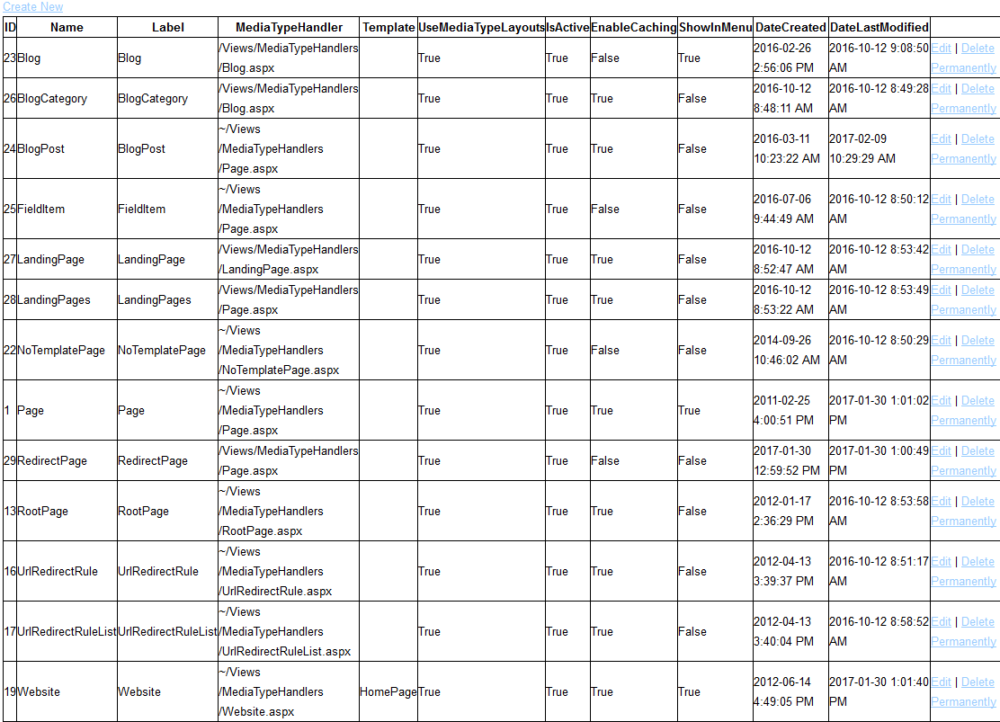 Create New
ID Name Label MediaTypeHandler Template UseMediaTypeLayouts IsActive EnableCaching ShowInMenu DateCreated DateLastModified
23 Blog Blog /Views/MediaTypeHandlers /Blog.aspx True True False True 2016-02-26 2:56:06 PM 2016-10-12 9:08:50 AM Edit | Delete Permanently
26 BlogCategory BlogCategory /Views/MediaTypeHandlers /Blog.aspx True True True False 2016-10-12 8:48:11 AM 2016-10-12 8:49:28 AM Edit | Delete Permanently
24 BlogPost BlogPost ~/Views /MediaTypeHandlers /Page.aspx True True True False 2016-03-11 10:23:22 AM 2017-02-09 10:29:29 AM Edit | Delete Permanently
25 FieldItem FieldItem ~/Views /MediaTypeHandlers /Page.aspx True True False False 2016-07-06 9:44:49 AM 2016-10-12 8:50:12 AM Edit | Delete Permanently
27 LandingPage LandingPage /Views/MediaTypeHandlers /LandingPage.aspx True True True False 2016-10-12 8:52:47 AM 2016-10-12 8:53:42 AM Edit | Delete Permanently
28 LandingPages LandingPages /Views/MediaTypeHandlers /Page.aspx True True True False 2016-10-12 8:53:22 AM 2016-10-12 8:53:49 AM Edit | Delete Permanently
22 NoTemplatePage NoTemplatePage ~/Views /MediaTypeHandlers /NoTemplatePage.aspx True True False False 2014-09-26 10:46:02 AM 2016-10-12 8:50:29 AM Edit | Delete Permanently
1 Page Page ~/Views /MediaTypeHandlers /Page.aspx True True True True 2011-02-25 4:00:51 PM 2017-01-30 1:01:02 PM Edit | Delete Permanently
29 RedirectPage RedirectPage /Views/MediaTypeHandlers /Page.aspx True True False False 2017-01-30 12:59:52 PM 2017-01-30 1:00:49 PM Edit | Delete Permanently
13 RootPage RootPage ~/Views /MediaTypeHandlers /RootPage.aspx True True True False 2012-01-17 2:36:29 PM 2016-10-12 8:53:58 AM Edit | Delete Permanently
16 UrlRedirectRule UrlRedirectRule ~/Views /MediaTypeHandlers /UrlRedirectRule.aspx True True True False 2012-04-13 3:39:37 PM 2016-10-12 8:51:17 AM Edit | Delete Permanently
17 UrlRedirectRuleList UrlRedirectRuleList ~/Views /MediaTypeHandlers /UrlRedirectRuleList.aspx True True True False 2012-04-13 3:40:04 PM 2016-10-12 8:58:52 AM Edit | Delete Permanently
19 Website Website ~/Views /MediaTypeHandlers /Website.aspx HomePage True True True True 2012-06-14 4:49:05 PM 2017-01-30 1:01:40 PM Edit | Delete Permanently